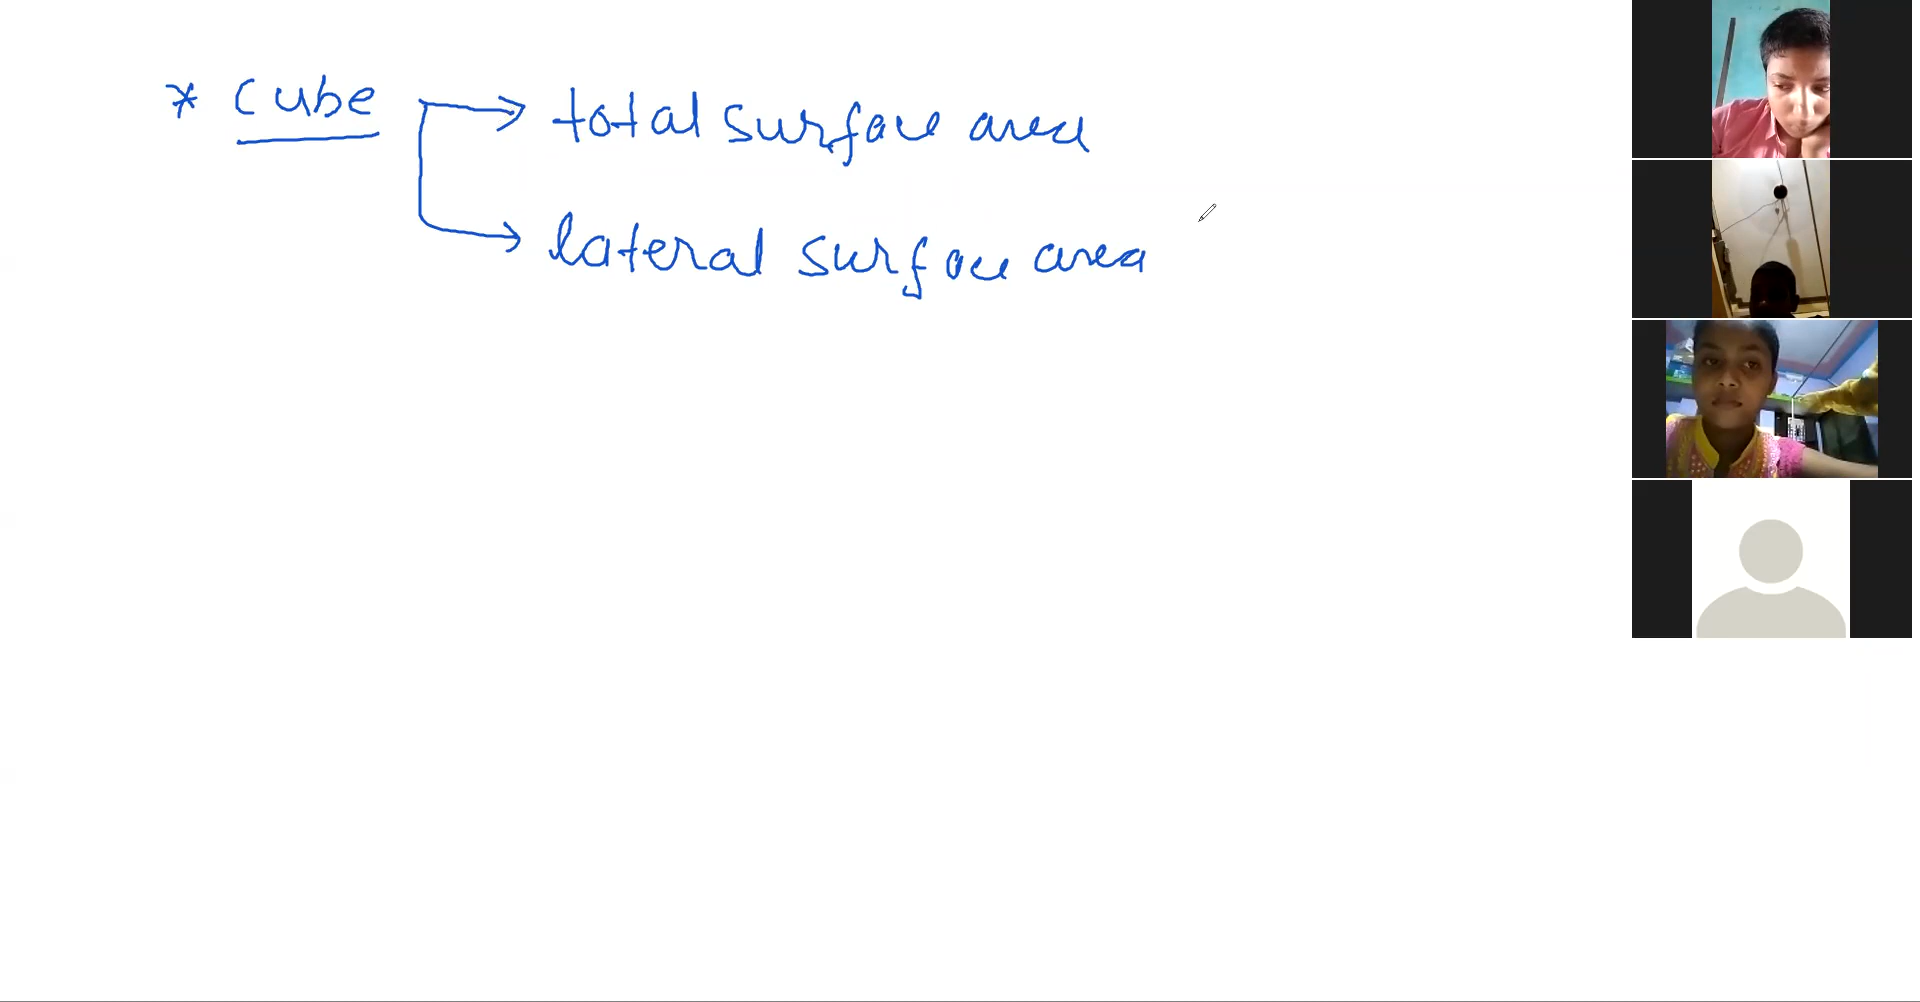 * cube → total surface area
→ lateral surface area